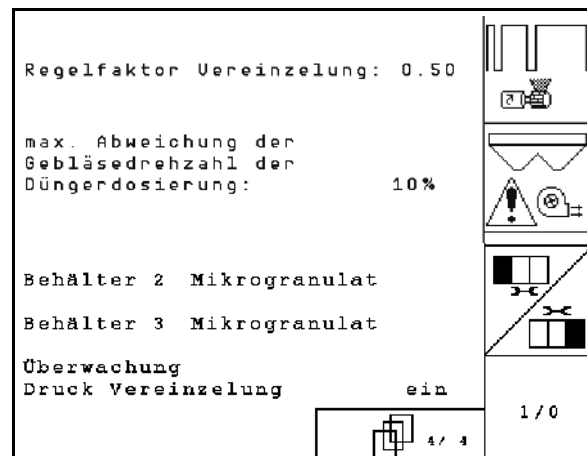 Regelfaktor Vereinzelung: 0.50
max. Abweichung der
Gebläsedrehzahl der
Düngerdosierung: 10%
Behälter 2 Mikrogranulat
Behälter 3 Mikrogranulat
Überwachung
Druck Vereinzelung ein
1/0
4/ 4